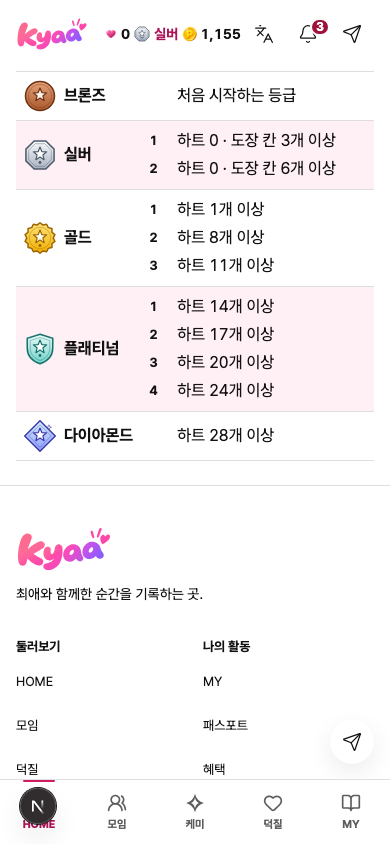 kyaa
0 실버 1,155
3
브론즈 처음 시작하는 등급
실버
1 하트 0 · 도장 칸 3개 이상
2 하트 0 · 도장 칸 6개 이상
골드
1 하트 1개 이상
2 하트 8개 이상
3 하트 11개 이상
플래티넘
1 하트 14개 이상
2 하트 17개 이상
3 하트 20개 이상
4 하트 24개 이상
다이아몬드 하트 28개 이상
kyaa
최애와 함께한 순간을 기록하는 곳.
둘러보기 나의 활동
HOME MY
모임 패스포트
덕질 혜택
N
HOME 모임 케미 덕질 MY